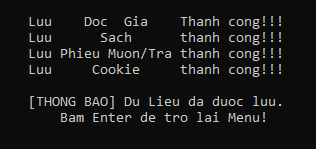 Luu    Doc  Gia    Thanh cong!!!
Luu      Sach      thanh cong!!!
Luu Phieu Muon/Tra thanh cong!!!
Luu     Cookie     thanh cong!!!
[THONG BAO] Du Lieu da duoc luu.
Bam Enter de tro lai Menu!